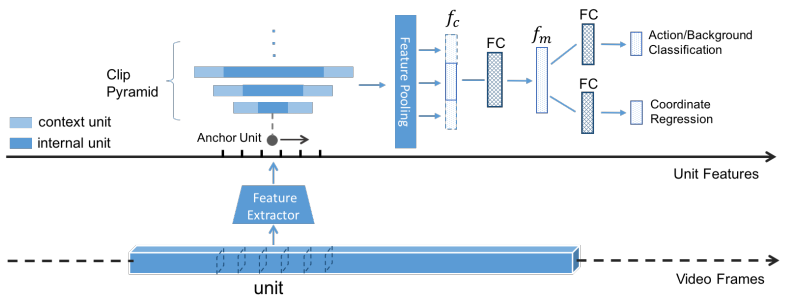 f_c
f_m
FC
Action/Background
Classification
Clip
Pyramid
Feature Pooling
FC
FC
Coordinate
Regression
context unit
internal unit
Anchor Unit
Unit Features
Feature
Extractor
Video Frames
unit